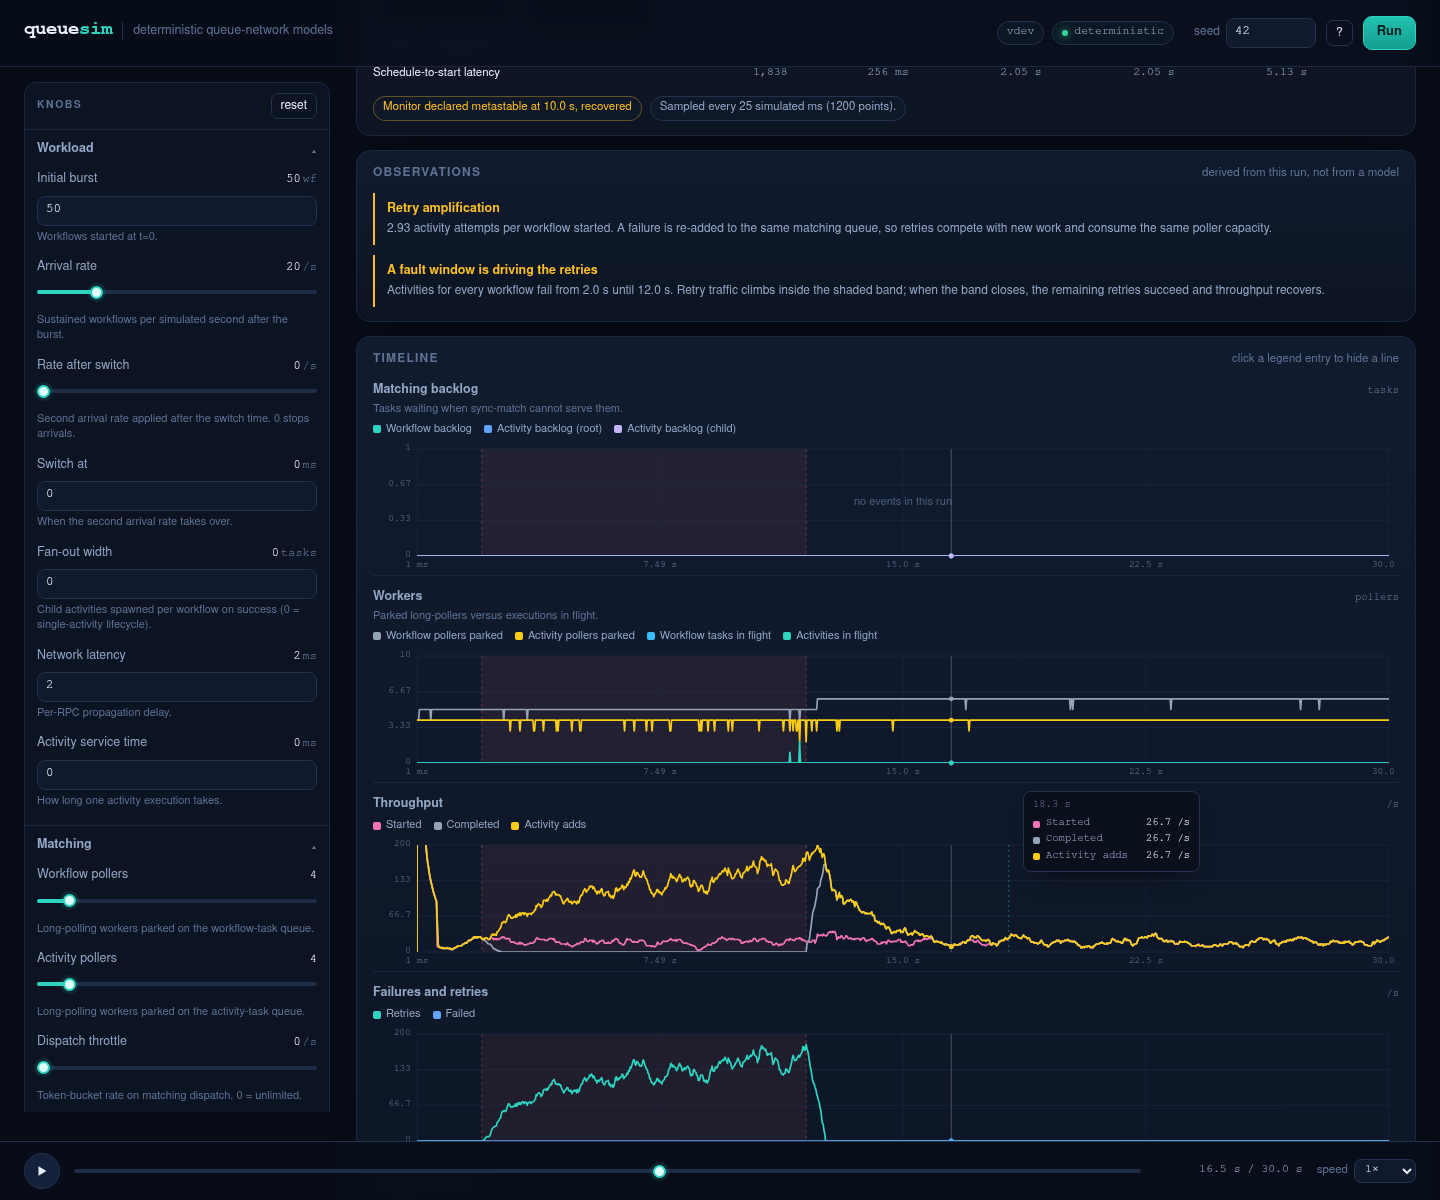 queuesim
deterministic queue-network models
vdev
deterministic
seed
42
?
Run
KNOBS
reset
Workload
Initial burst
50 wf
50
Workflows started at t=0.
Arrival rate
20 /s
Sustained workflows per simulated second after the
burst.
Rate after switch
0 /s
Second arrival rate applied after the switch time. 0 stops
arrivals.
Switch at
0 ms
0
When the second arrival rate takes over.
Fan-out width
0 tasks
0
Child activities spawned per workflow on success (0 =
single-activity lifecycle).
Network latency
2 ms
2
Per-RPC propagation delay.
Activity service time
0 ms
0
How long one activity execution takes.
Matching
Workflow pollers
4
Long-polling workers parked on the workflow-task queue.
Activity pollers
4
Long-polling workers parked on the activity-task queue.
Dispatch throttle
0 /s
Token-bucket rate on matching dispatch. 0 = unlimited.
Schedule-to-start latency
1,838
256 ms
2.05 s
2.05 s
5.13 s
Monitor declared metastable at 10.0 s, recovered
Sampled every 25 simulated ms (1200 points).
OBSERVATIONS
derived from this run, not from a model
Retry amplification
2.93 activity attempts per workflow started. A failure is re-added to the same matching queue, so retries compete with new work and consume the same poller capacity.
A fault window is driving the retries
Activities for every workflow fail from 2.0 s until 12.0 s. Retry traffic climbs inside the shaded band; when the band closes, the remaining retries succeed and throughput recovers.
TIMELINE
click a legend entry to hide a line
Matching backlog
tasks
Tasks waiting when sync-match cannot serve them.
Workflow backlog
Activity backlog (root)
Activity backlog (child)
1
0.67
0.33
0
no events in this run
1 ms
7.49 s
15.0 s
22.5 s
30.0
Workers
pollers
Parked long-pollers versus executions in flight.
Workflow pollers parked
Activity pollers parked
Workflow tasks in flight
Activities in flight
10
6.67
3.33
0
1 ms
7.49 s
15.0 s
22.5 s
30.0
Throughput
/s
Started
Completed
Activity adds
18.3 s
Started 26.7 /s
Completed 26.7 /s
Activity adds 26.7 /s
200
133
66.7
0
1 ms
7.49 s
15.0 s
22.5 s
30.0
Failures and retries
/s
Retries
Failed
200
133
66.7
0
16.5 s / 30.0 s
speed
1×